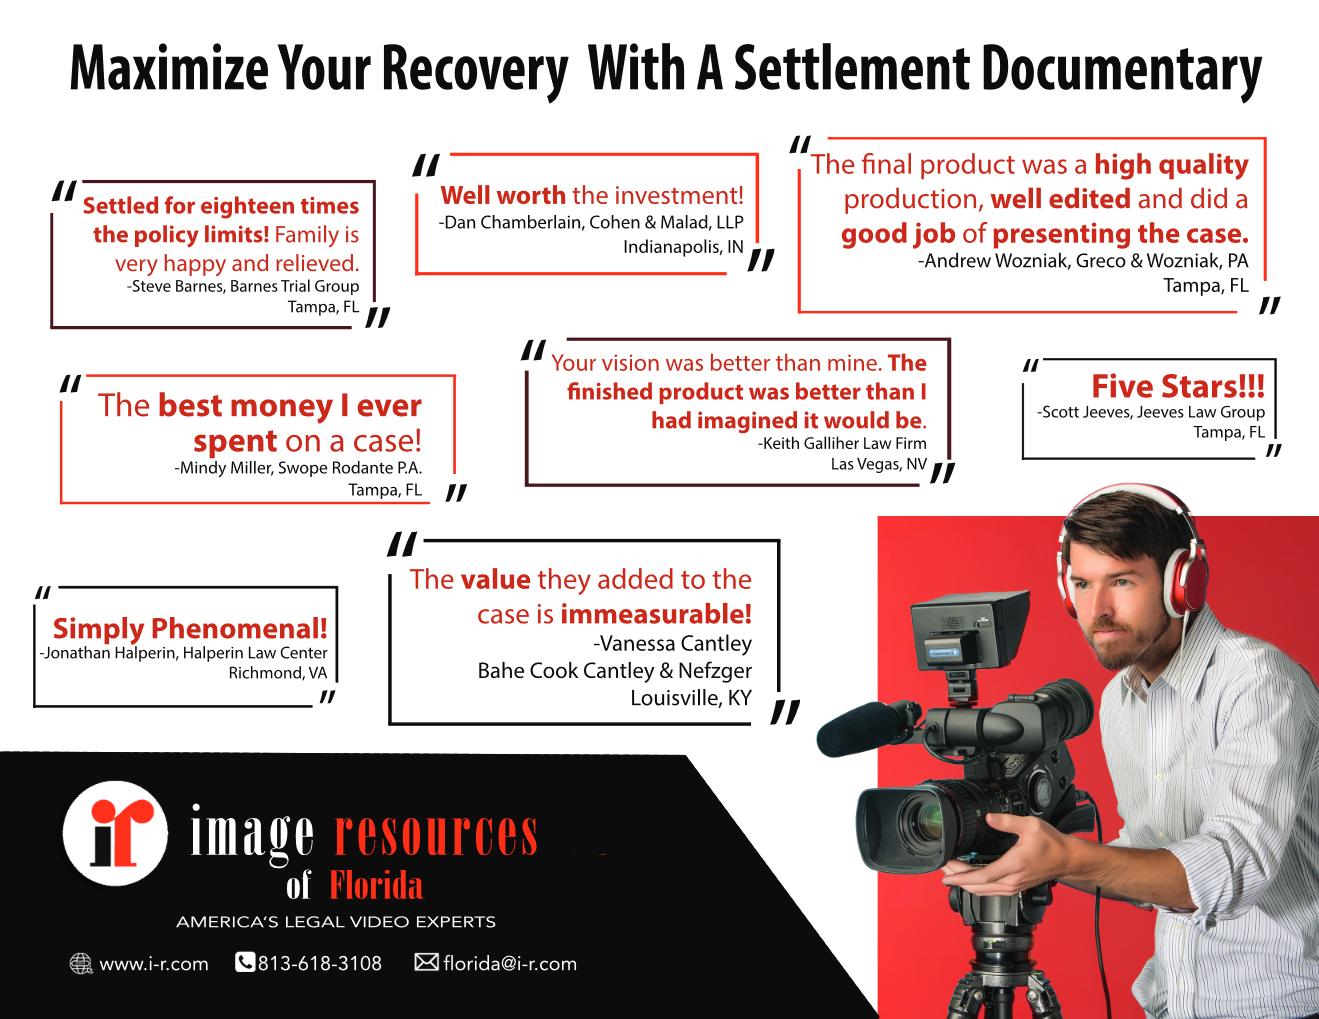 Maximize Your Recovery With A Settlement Documentary
“
Settled for eighteen times
the policy limits! Family is
very happy and relieved.
-Steve Barnes, Barnes Trial Group
Tampa, FL
”
“
Well worth the investment!
-Dan Chamberlain, Cohen & Malad, LLP
Indianapolis, IN
”
“
The final product was a high quality
production, well edited and did a
good job of presenting the case.
-Andrew Wozniak, Greco & Wozniak, PA
Tampa, FL
”
“
The best money I ever
spent on a case!
-Mindy Miller, Swope Rodante P.A.
Tampa, FL
”
“
Your vision was better than mine. The
finished product was better than I
had imagined it would be.
-Keith Galliher Law Firm
Las Vegas, NV
”
“
Five Stars!!!
-Scott Jeeves, Jeeves Law Group
Tampa, FL
”
“
Simply Phenomenal!
-Jonathan Halperin, Halperin Law Center
Richmond, VA
”
“
The value they added to the
case is immeasurable!
-Vanessa Cantley
Bahe Cook Cantley & Nefzger
Louisville, KY
”
ir
image resources
of Florida
AMERICA'S LEGAL VIDEO EXPERTS
www.i-r.com 813-618-3108 florida@i-r.com